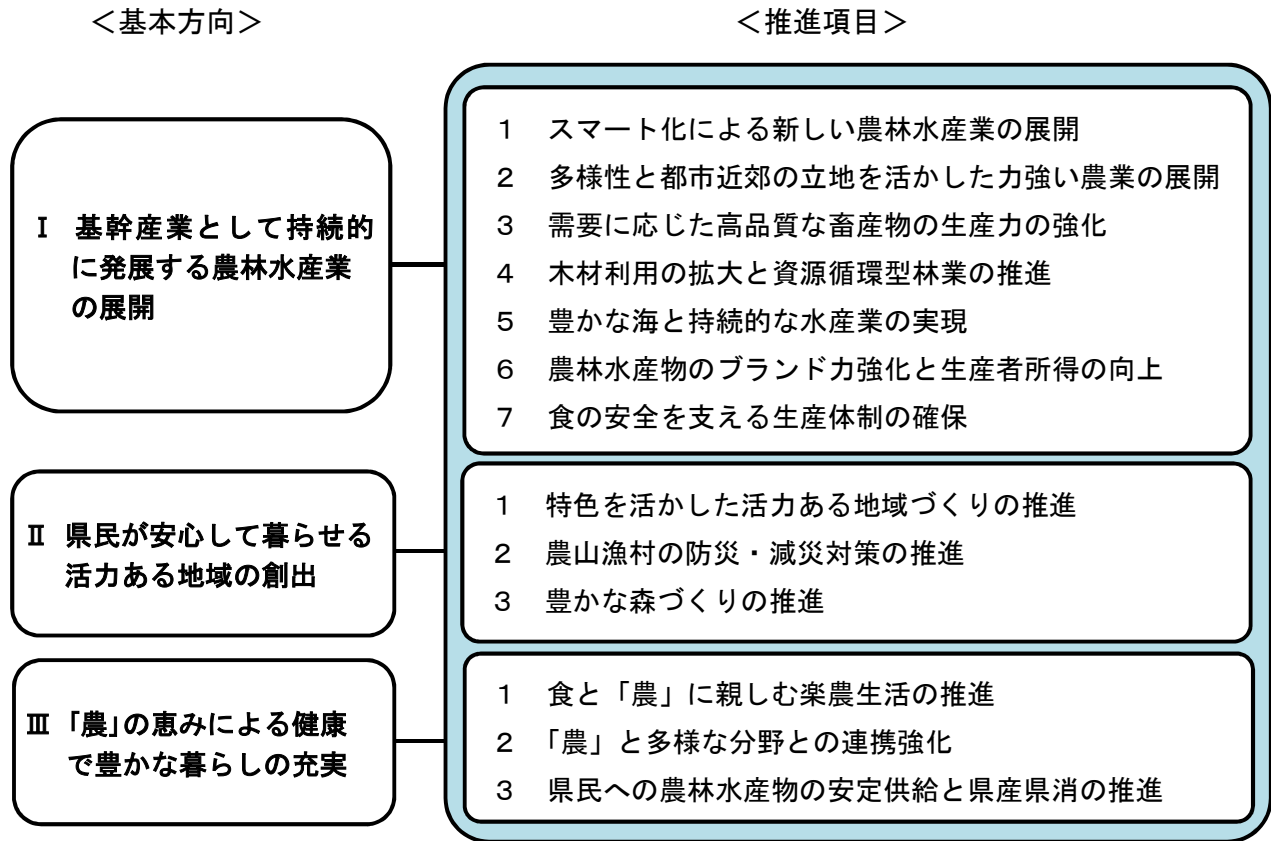 ＜基本方向＞
＜推進項目＞
Ⅰ 基幹産業として持続的
に発展する農林水産業
の展開
１ スマート化による新しい農林水産業の展開
２ 多様性と都市近郊の立地を活かした力強い農業の展開
３ 需要に応じた高品質な畜産物の生産力の強化
４ 木材利用の拡大と資源循環型林業の推進
５ 豊かな海と持続的な水産業の実現
６ 農林水産物のブランド力強化と生産者所得の向上
７ 食の安全を支える生産体制の確保
Ⅱ 県民が安心して暮らせる
活力ある地域の創出
１ 特色を活かした活力ある地域づくりの推進
２ 農山漁村の防災・減災対策の推進
３ 豊かな森づくりの推進
Ⅲ 「農」の恵みによる健康
で豊かな暮らしの充実
１ 食と「農」に親しむ楽農生活の推進
２ 「農」と多様な分野との連携強化
３ 県民への農林水産物の安定供給と県産県消の推進